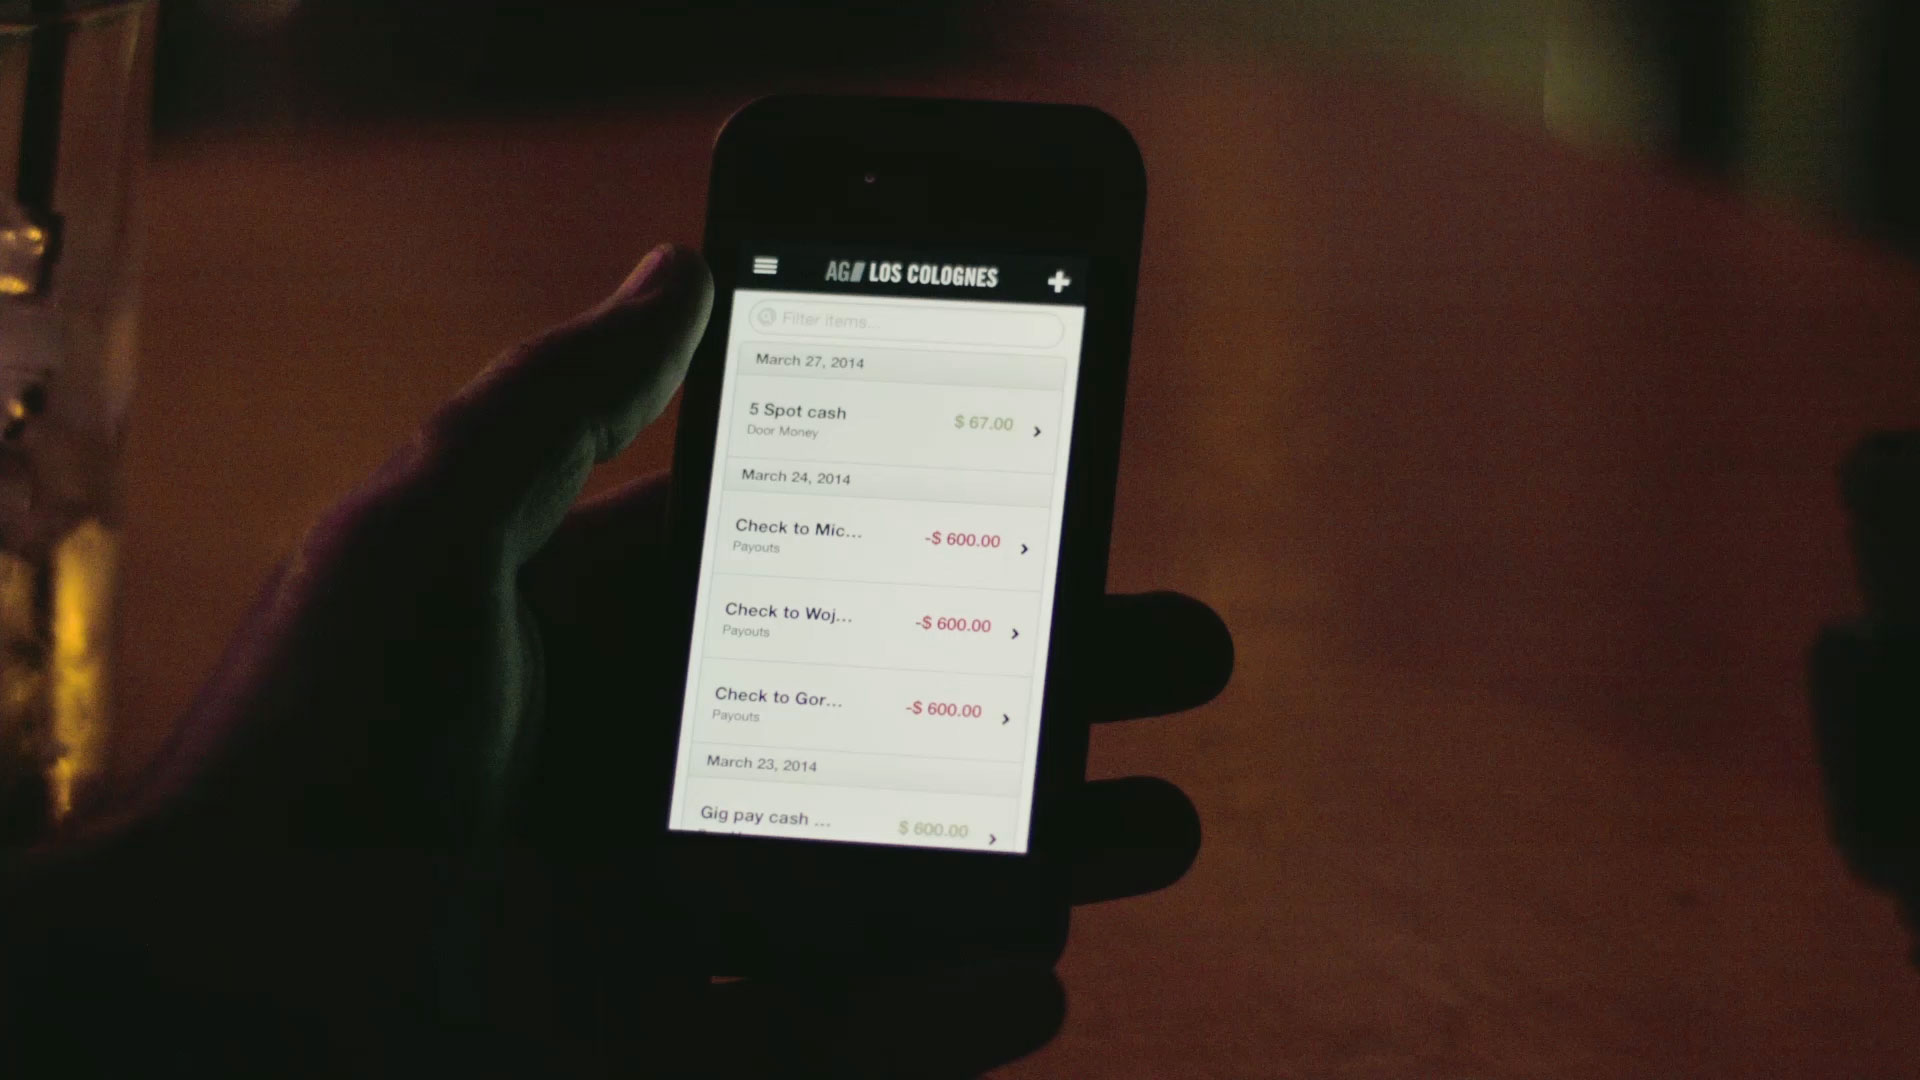 AG LOS COLOGNES
Filter items...
March 27, 2014
5 Spot cash $ 67.00
Door Money
March 24, 2014
Check to Mic... -$ 600.00
Payouts
Check to Woj... -$ 600.00
Payouts
Check to Gor... -$ 600.00
Payouts
March 23, 2014
Gig pay cash ... $ 600.00